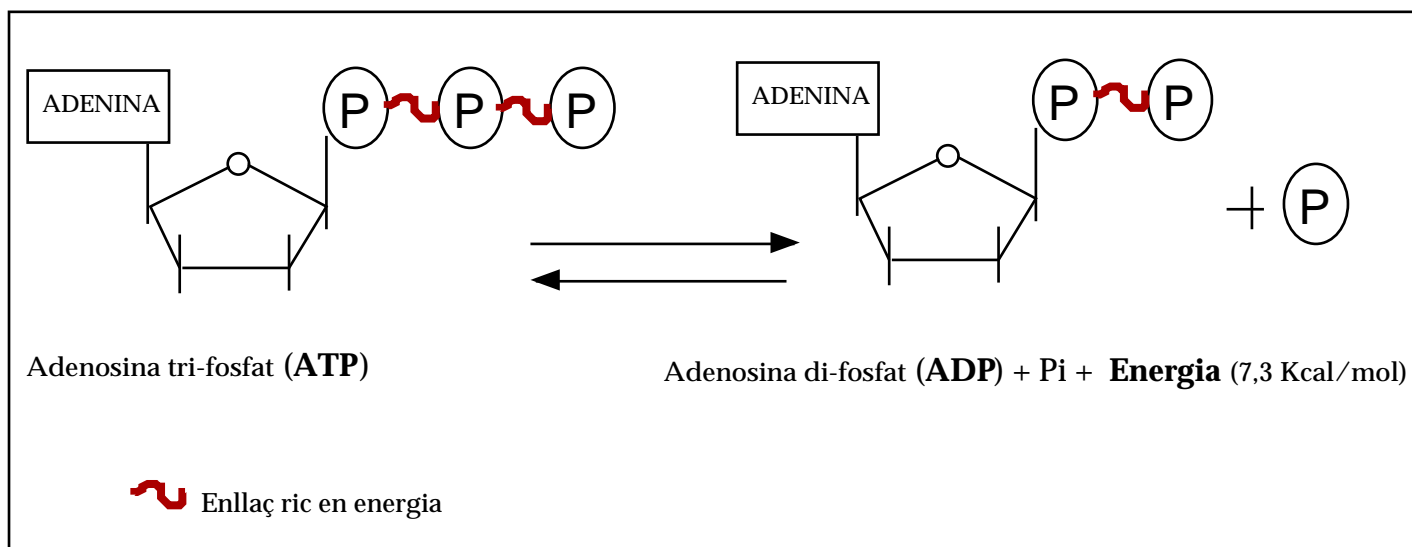 ADENINA
P P P
ADENINA
P P
+ P
Adenosina tri-fosfat (ATP)
Adenosina di-fosfat (ADP) + Pi + Energia (7,3 Kcal/mol)
Enllaç ric en energia